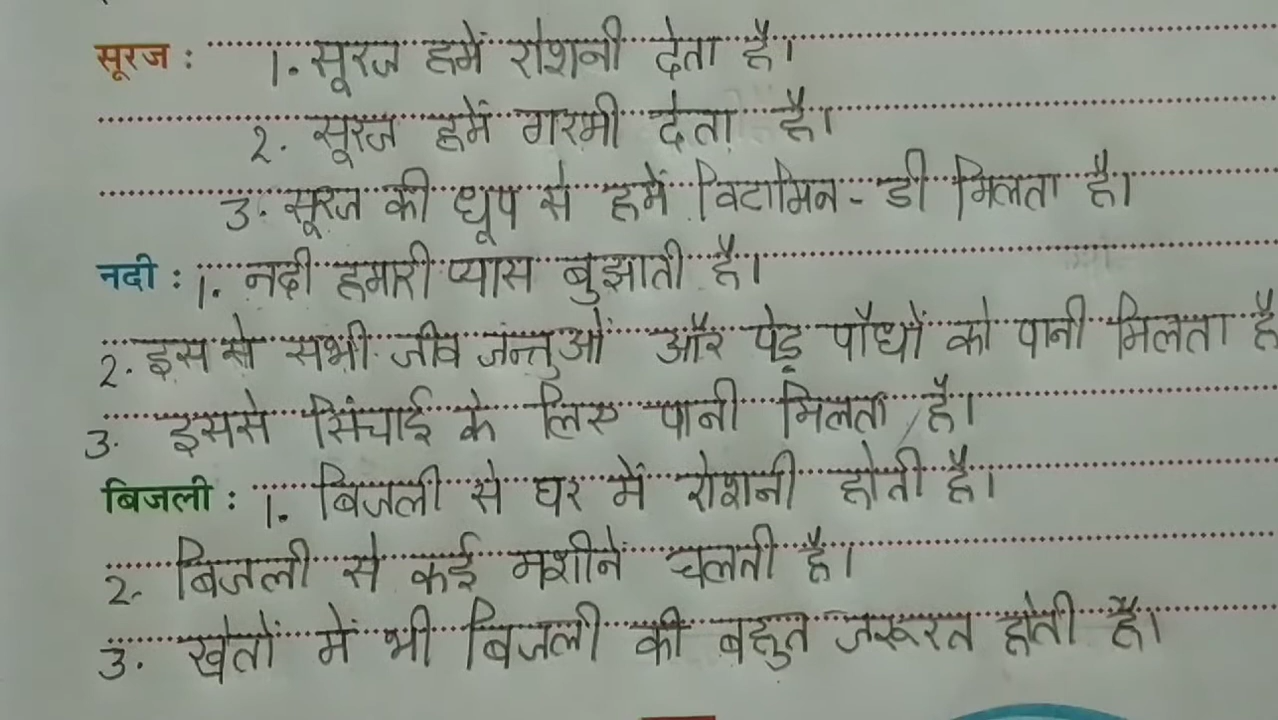 सूरज : 1. सूरज हमें रोशनी देता है।
2. सूरज हमें गरमी देता है।
3. सूरज की धूप से हमें विटामिन - डी मिलता है।
नदी : 1. नदी हमारी प्यास बुझाती है।
2. इस से सभी जीव जन्तुओं और पेड़ पौधों को पानी मिलता है
3. इससे सिंचाई के लिए पानी मिलता है।
बिजली : 1. बिजली से घर में रोशनी होती है।
2. बिजली से कई मशीनें चलती है।
3. खेतों में भी बिजली की बहुत जरूरत होती है।